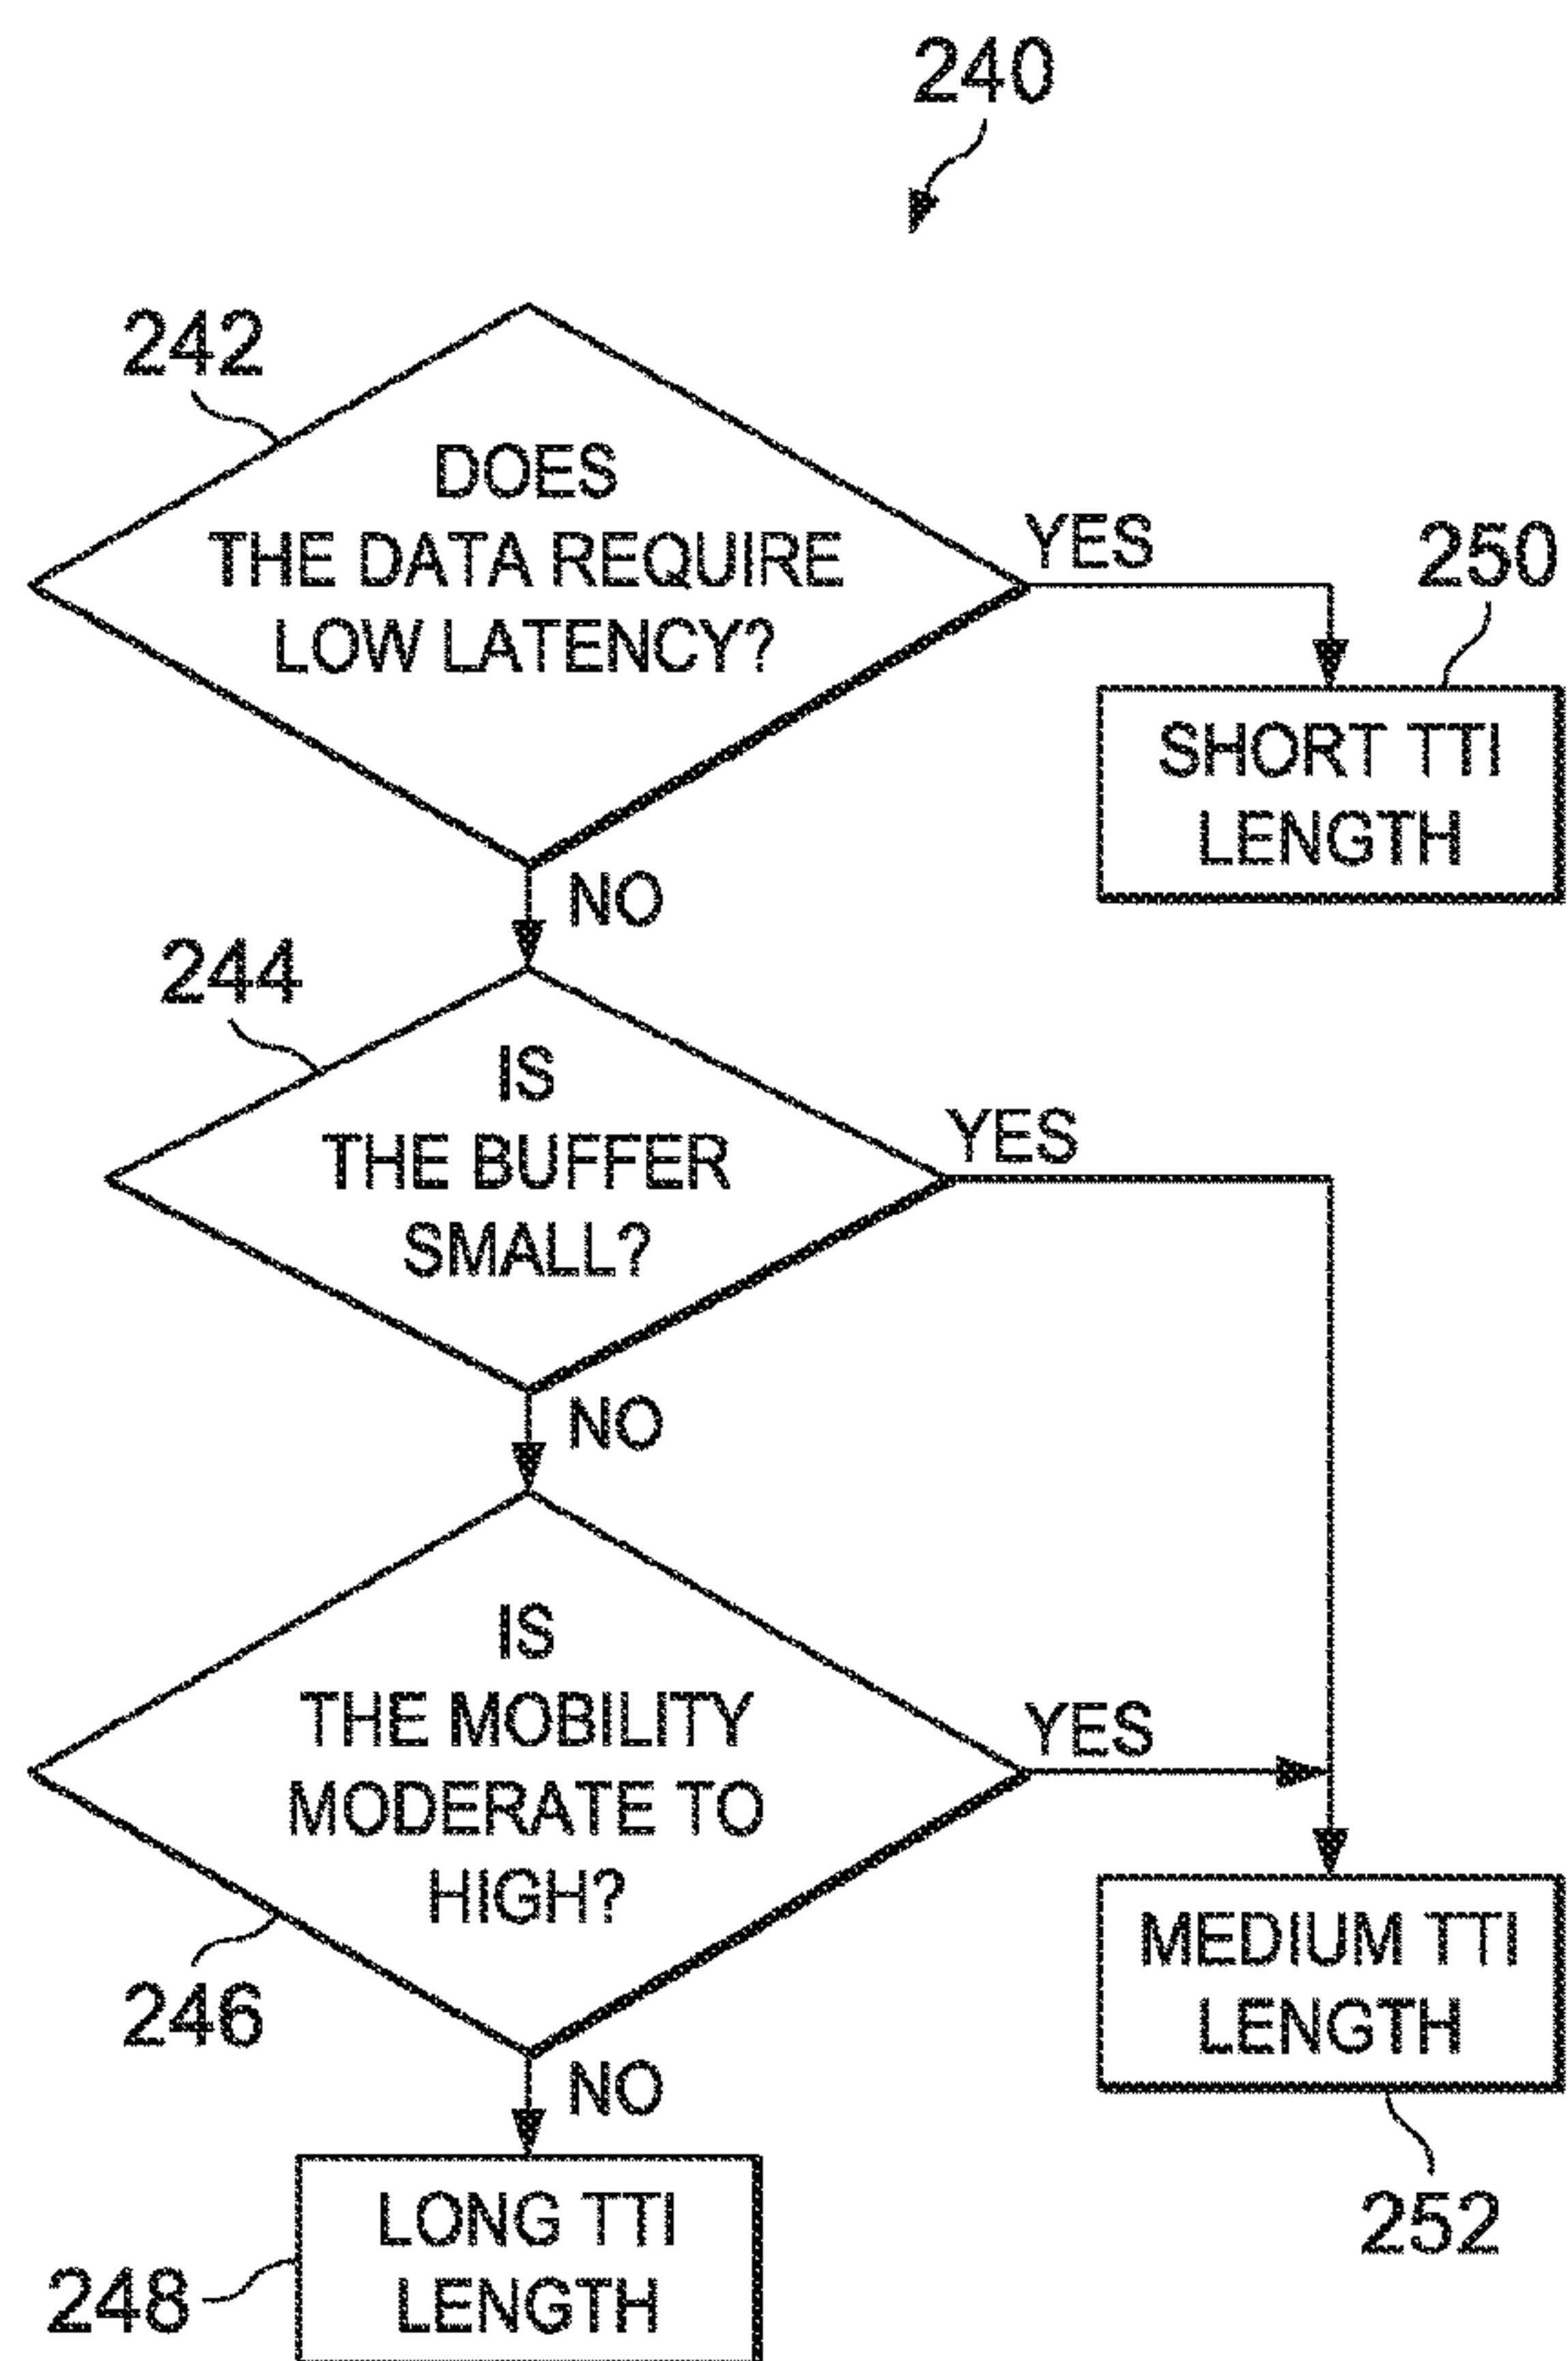 240
242
DOES
THE DATA REQUIRE
LOW LATENCY?
YES
250
SHORT TTI
LENGTH
NO
244
IS
THE BUFFER
SMALL?
YES
NO
IS
THE MOBILITY
MODERATE TO
HIGH?
YES
246
MEDIUM TTI
LENGTH
252
NO
LONG TTI
LENGTH
248